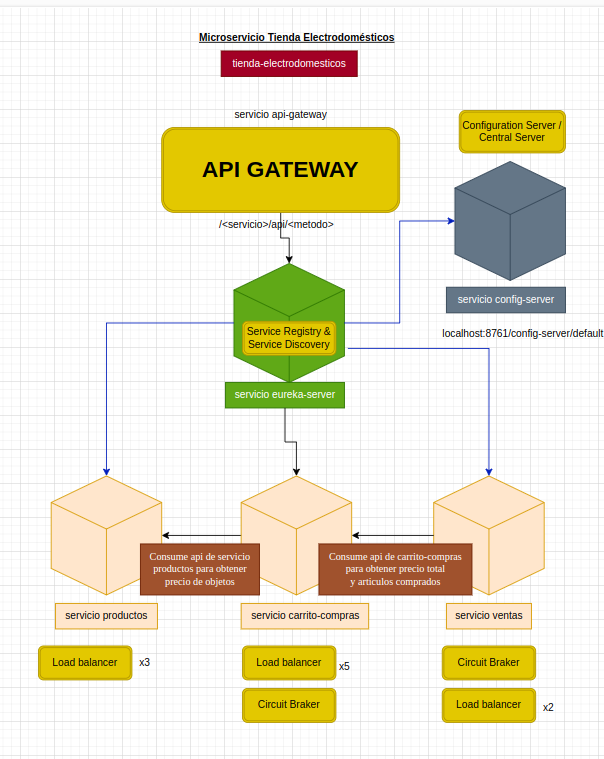 Microservicio Tienda Electrodomésticos
tienda-electrodomesticos
servicio api-gateway
API GATEWAY
Configuration Server /
Central Server
/<servicio>/api/<metodo>
servicio config-server
localhost:8761/config-server/default
Service Registry &
Service Discovery
servicio eureka-server
Consume api de servicio
productos para obtener
precio de objetos
Consume api de carrito-compras
para obtener precio total
y articulos comprados
servicio productos
servicio carrito-compras
servicio ventas
Load balancer
x3
Load balancer
x5
Circuit Braker
Circuit Braker
Load balancer
x2